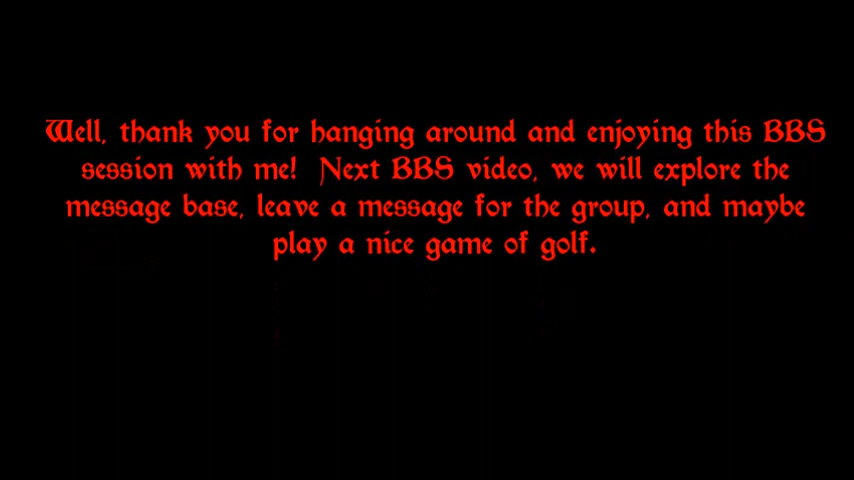 Well, thank you for hanging around and enjoying this BBS
session with me!  Next BBS video, we will explore the
message base, leave a message for the group, and maybe
play a nice game of golf.